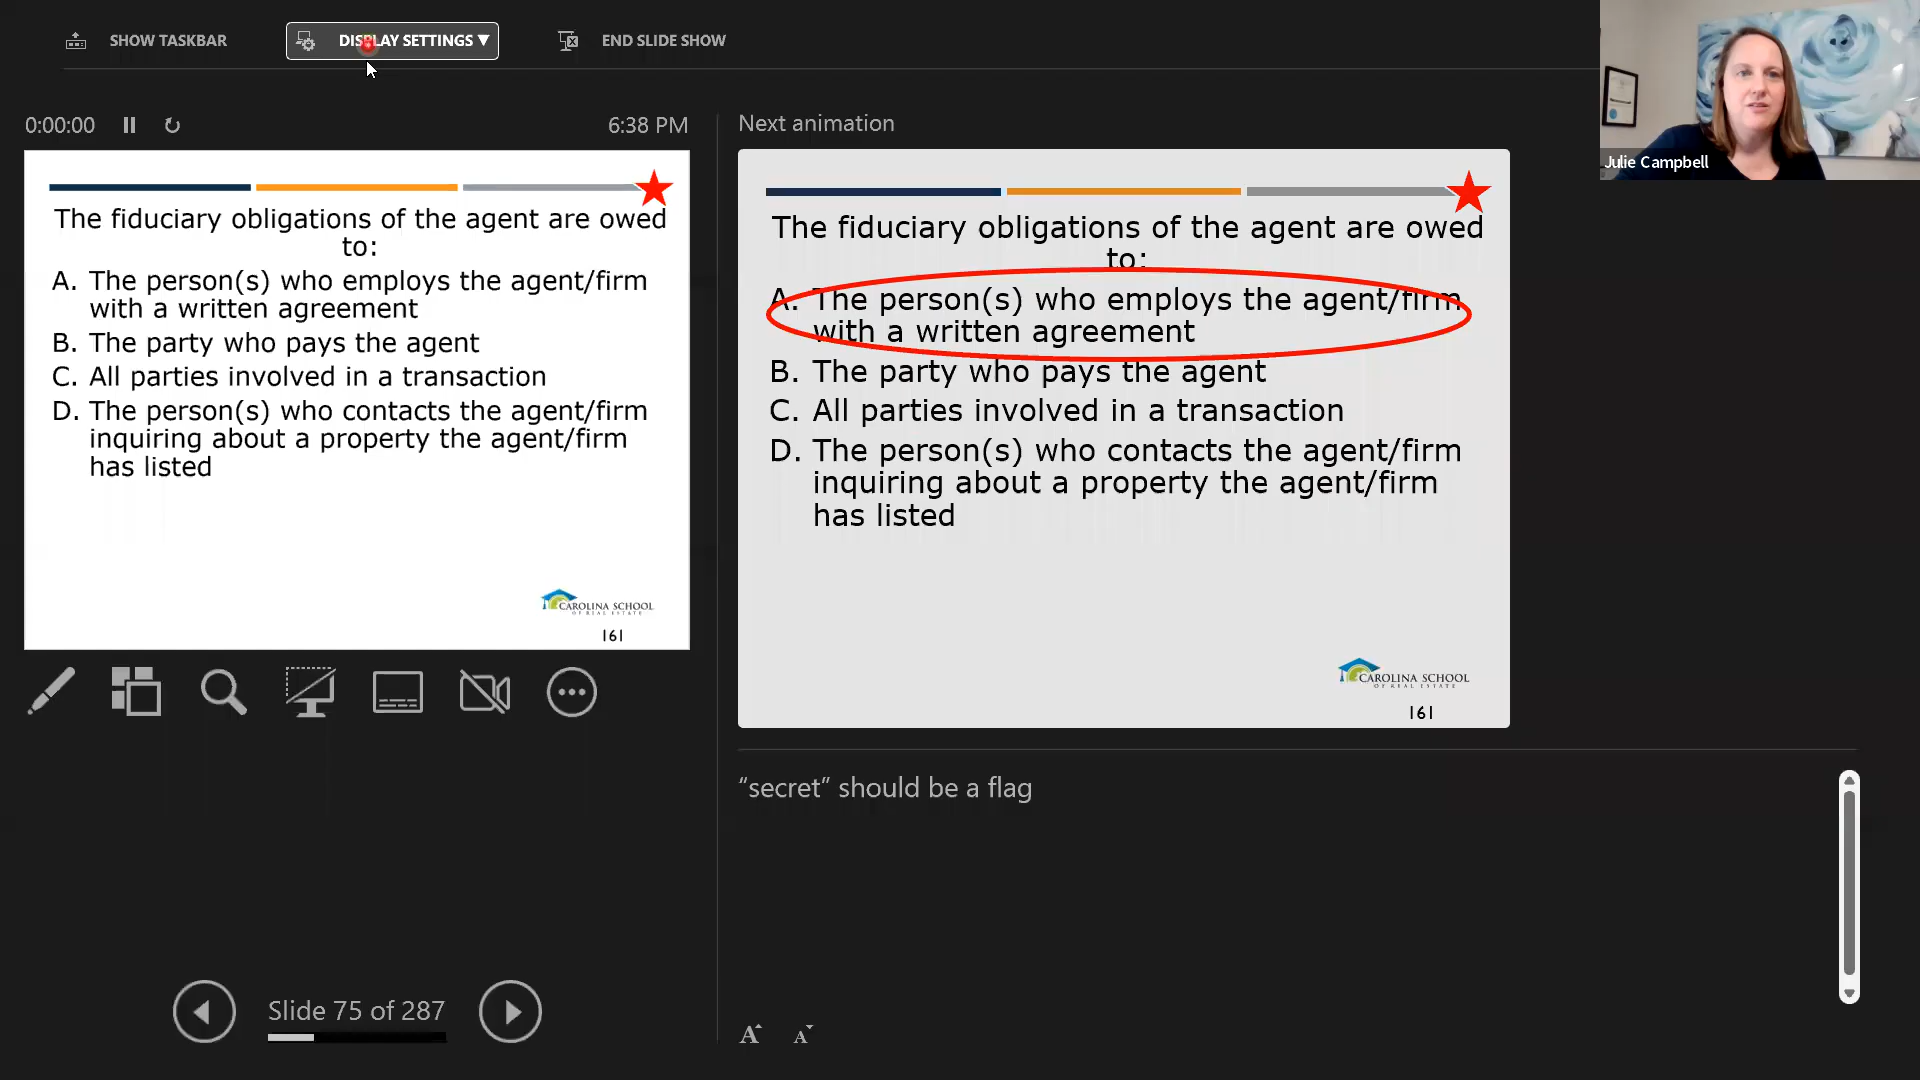 SHOW TASKBAR
DISPLAY SETTINGS ▼
END SLIDE SHOW
Julie Campbell
0:00:00
6:38 PM
The fiduciary obligations of the agent are owed
to:
A. The person(s) who employs the agent/firm
with a written agreement
B. The party who pays the agent
C. All parties involved in a transaction
D. The person(s) who contacts the agent/firm
inquiring about a property the agent/firm
has listed
CAROLINA SCHOOL
OF REAL ESTATE
161
Slide 75 of 287
Next animation
The fiduciary obligations of the agent are owed
to:
A. The person(s) who employs the agent/firm
with a written agreement
B. The party who pays the agent
C. All parties involved in a transaction
D. The person(s) who contacts the agent/firm
inquiring about a property the agent/firm
has listed
CAROLINA SCHOOL
OF REAL ESTATE
161
“secret” should be a flag
A A